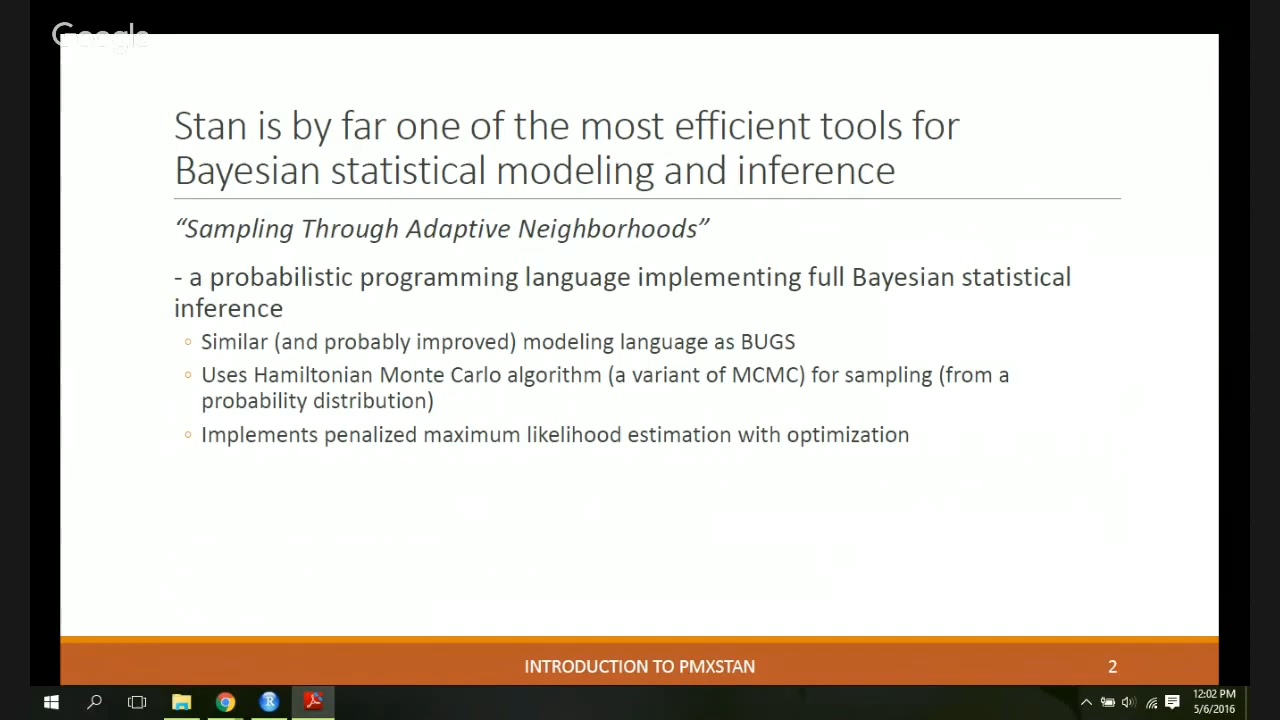 Google
Stan is by far one of the most efficient tools for
Bayesian statistical modeling and inference
“Sampling Through Adaptive Neighborhoods”
- a probabilistic programming language implementing full Bayesian statistical
inference
◦ Similar (and probably improved) modeling language as BUGS
◦ Uses Hamiltonian Monte Carlo algorithm (a variant of MCMC) for sampling (from a
probability distribution)
◦ Implements penalized maximum likelihood estimation with optimization
INTRODUCTION TO PMXSTAN
2
12:02 PM
5/6/2016